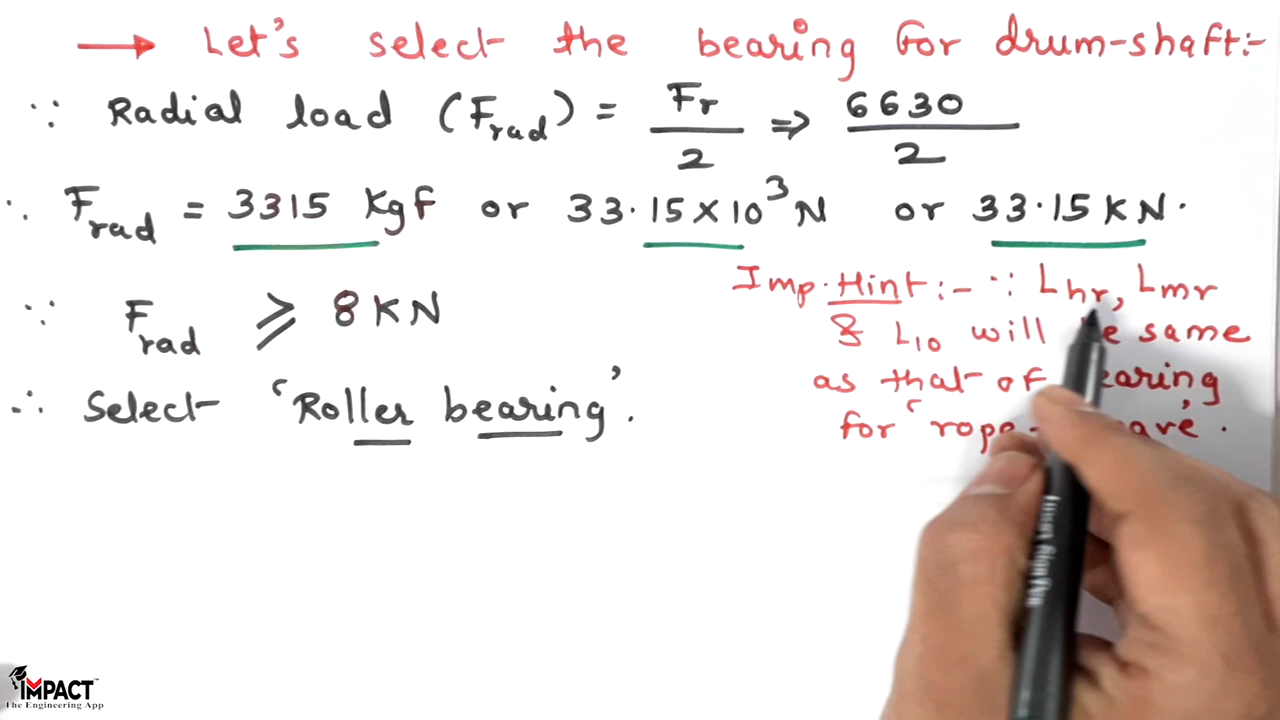 → Let's select the bearing for drum-shaft:-
∵ Radial load (Frad) = Fr/2 ⇒ 6630/2
∴ Frad = 3315 Kgf or 33.15×10³ N or 33.15 KN.
∵ Frad ⩾ 8KN
∴ Select 'Roller bearing'.
Imp. Hint:- ∵ Lhr, Lmr
& L10 will same
as that of
for 'rope
IMPACT
The Engineering App